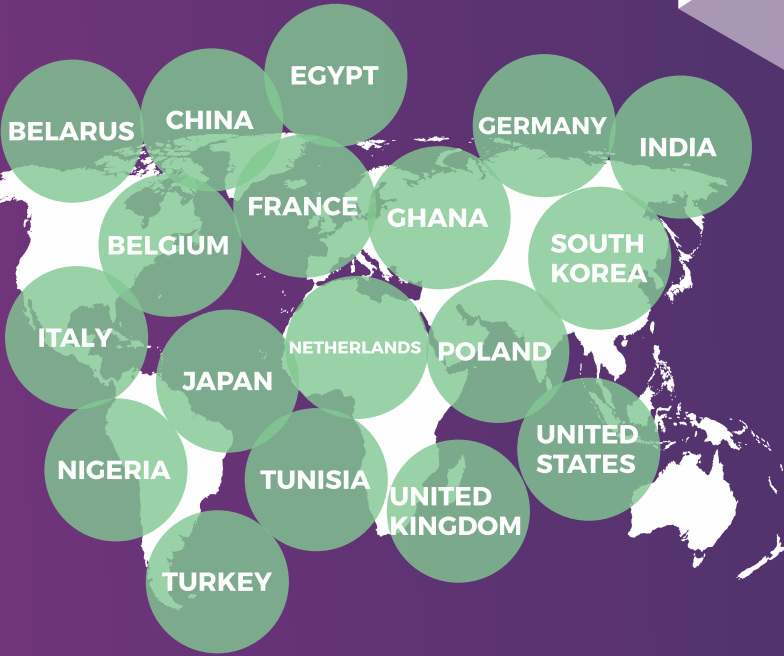 EGYPT
CHINA
BELARUS
GERMANY
INDIA
FRANCE
GHANA
BELGIUM
SOUTH
KOREA
ITALY
NETHERLANDS
POLAND
JAPAN
UNITED
STATES
NIGERIA
TUNISIA
UNITED
KINGDOM
TURKEY